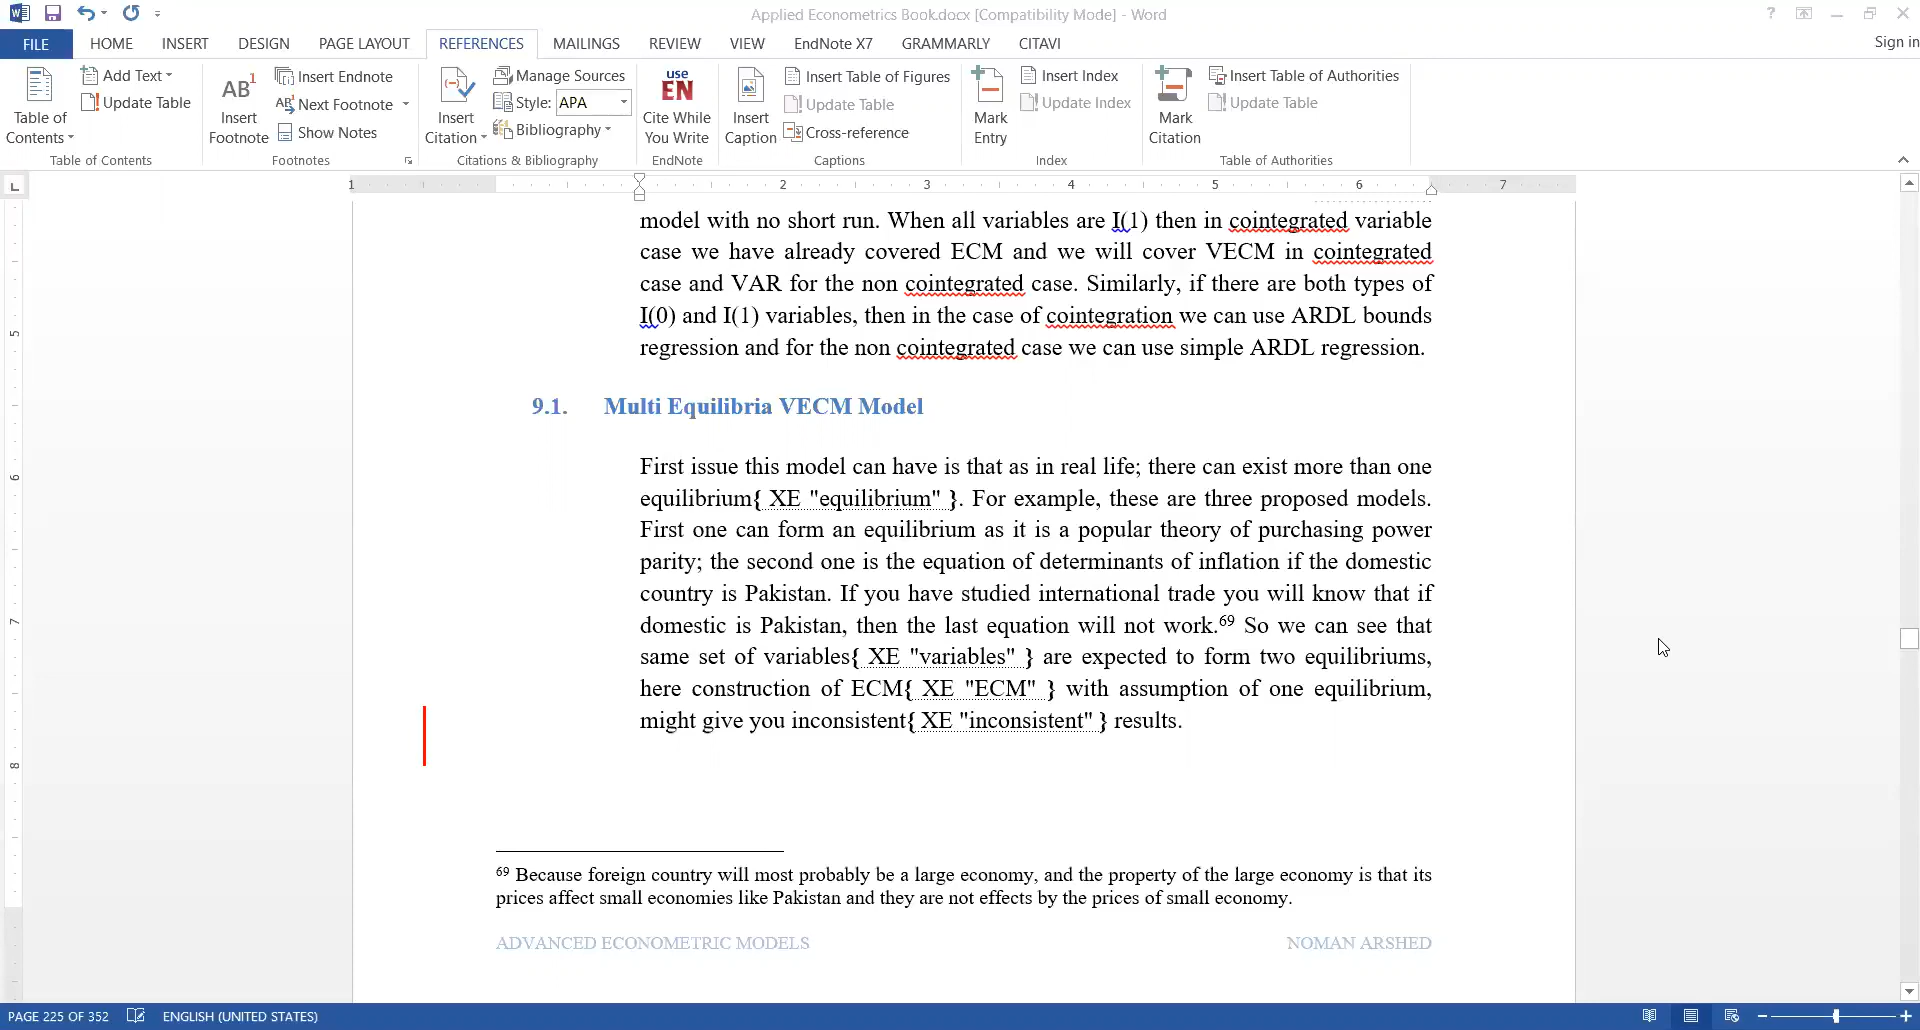 Applied Econometrics Book.docx [Compatibility Mode] - Word
FILE HOME INSERT DESIGN PAGE LAYOUT REFERENCES MAILINGS REVIEW VIEW EndNote X7 GRAMMARLY CITAVI Sign in
Table of Contents
Add Text
Update Table
Table of Contents
AB1 Insert Footnote
Insert Endnote
Next Footnote
Show Notes
Footnotes
Insert Citation
Manage Sources
Style: APA
Bibliography
Citations & Bibliography
use EN
Cite While You Write
EndNote
Insert Caption
Insert Table of Figures
Update Table
Cross-reference
Captions
Mark Entry
Insert Index
Update Index
Index
Mark Citation
Insert Table of Authorities
Update Table
Table of Authorities
1 2 3 4 5 6 7
model with no short run. When all variables are I(1) then in cointegrated variable
case we have already covered ECM and we will cover VECM in cointegrated
case and VAR for the non cointegrated case. Similarly, if there are both types of
I(0) and I(1) variables, then in the case of cointegration we can use ARDL bounds
regression and for the non cointegrated case we can use simple ARDL regression.
9.1. Multi Equilibria VECM Model
First issue this model can have is that as in real life; there can exist more than one
equilibrium{ XE "equilibrium" }. For example, these are three proposed models.
First one can form an equilibrium as it is a popular theory of purchasing power
parity; the second one is the equation of determinants of inflation if the domestic
country is Pakistan. If you have studied international trade you will know that if
domestic is Pakistan, then the last equation will not work.69 So we can see that
same set of variables{ XE "variables" } are expected to form two equilibriums,
here construction of ECM{ XE "ECM" } with assumption of one equilibrium,
might give you inconsistent{ XE "inconsistent" } results.
69 Because foreign country will most probably be a large economy, and the property of the large economy is that its
prices affect small economies like Pakistan and they are not effects by the prices of small economy.
ADVANCED ECONOMETRIC MODELS NOMAN ARSHED
5
6
7
8
PAGE 225 OF 352 ENGLISH (UNITED STATES)